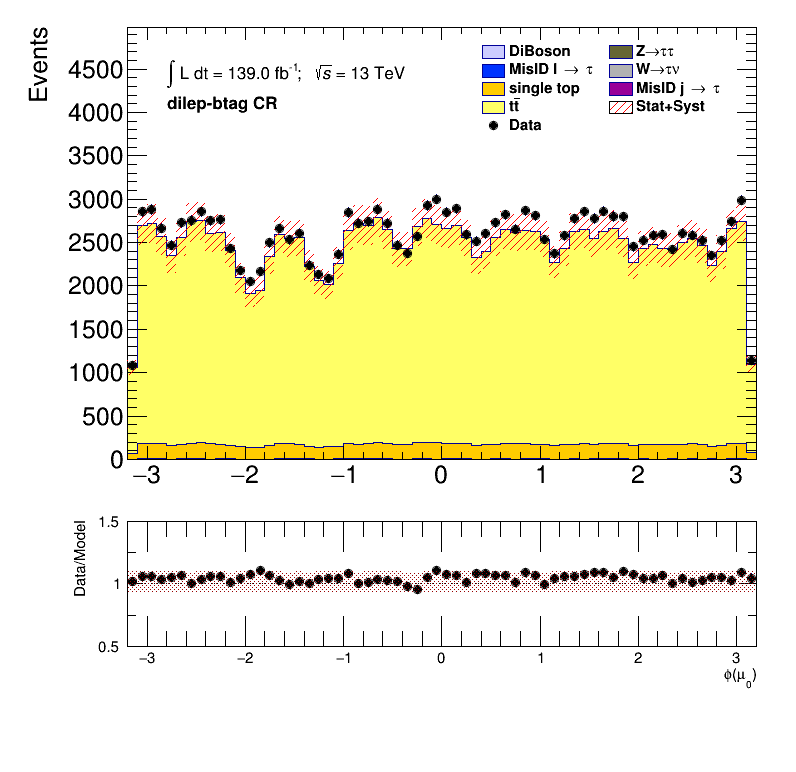 Events
∫ L dt = 139.0 fb⁻¹; √s = 13 TeV
dilep-btag CR
DiBoson
MisID l → τ
single top
tt̄
Data
Z→ττ
W→τν
MisID j → τ
Stat+Syst
4500
4000
3500
3000
2500
2000
1500
1000
500
0
−3 −2 −1 0 1 2 3
Data/Model
1.5
1
0.5
−3 −2 −1 0 1 2 3
ϕ(μ₀)